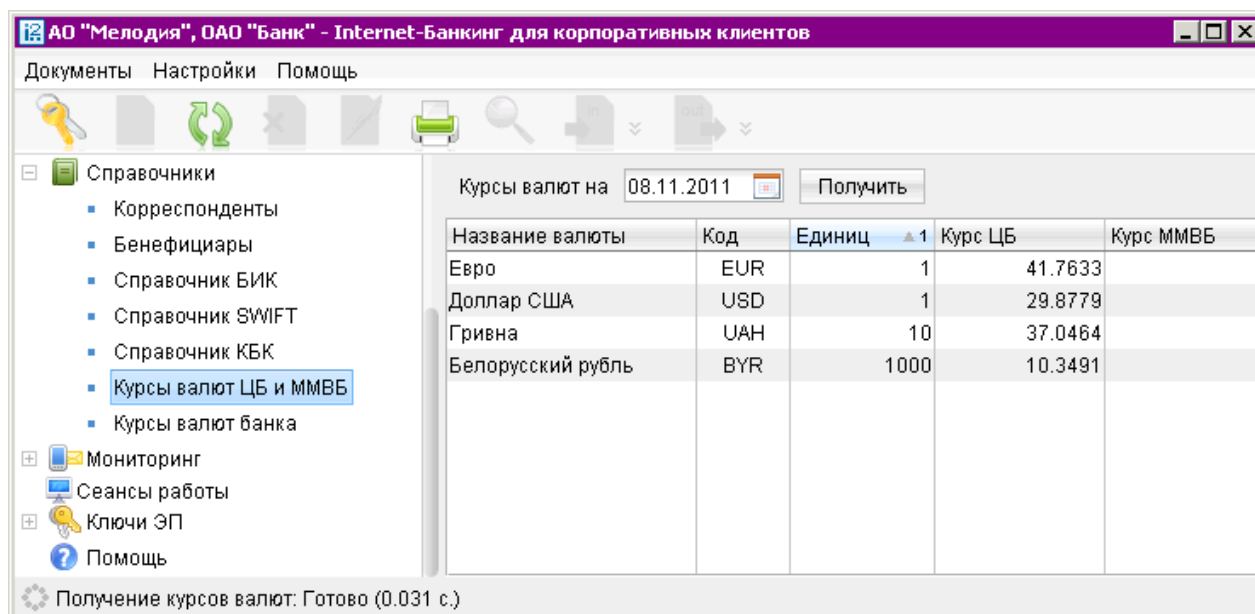 АО "Мелодия", ОАО "Банк" - Internet-Банкинг для корпоративных клиентов
Документы Настройки Помощь
in out
Справочники
Корреспонденты
Бенефициары
Справочник БИК
Справочник SWIFT
Справочник КБК
Курсы валют ЦБ и ММВБ
Курсы валют банка
Мониторинг
Сеансы работы
Ключи ЭП
Помощь
Курсы валют на 08.11.2011 Получить
Название валюты Код Единиц 1 Курс ЦБ Курс ММВБ
Евро EUR 1 41.7633
Доллар США USD 1 29.8779
Гривна UAH 10 37.0464
Белорусский рубль BYR 1000 10.3491
Получение курсов валют: Готово (0.031 с.)